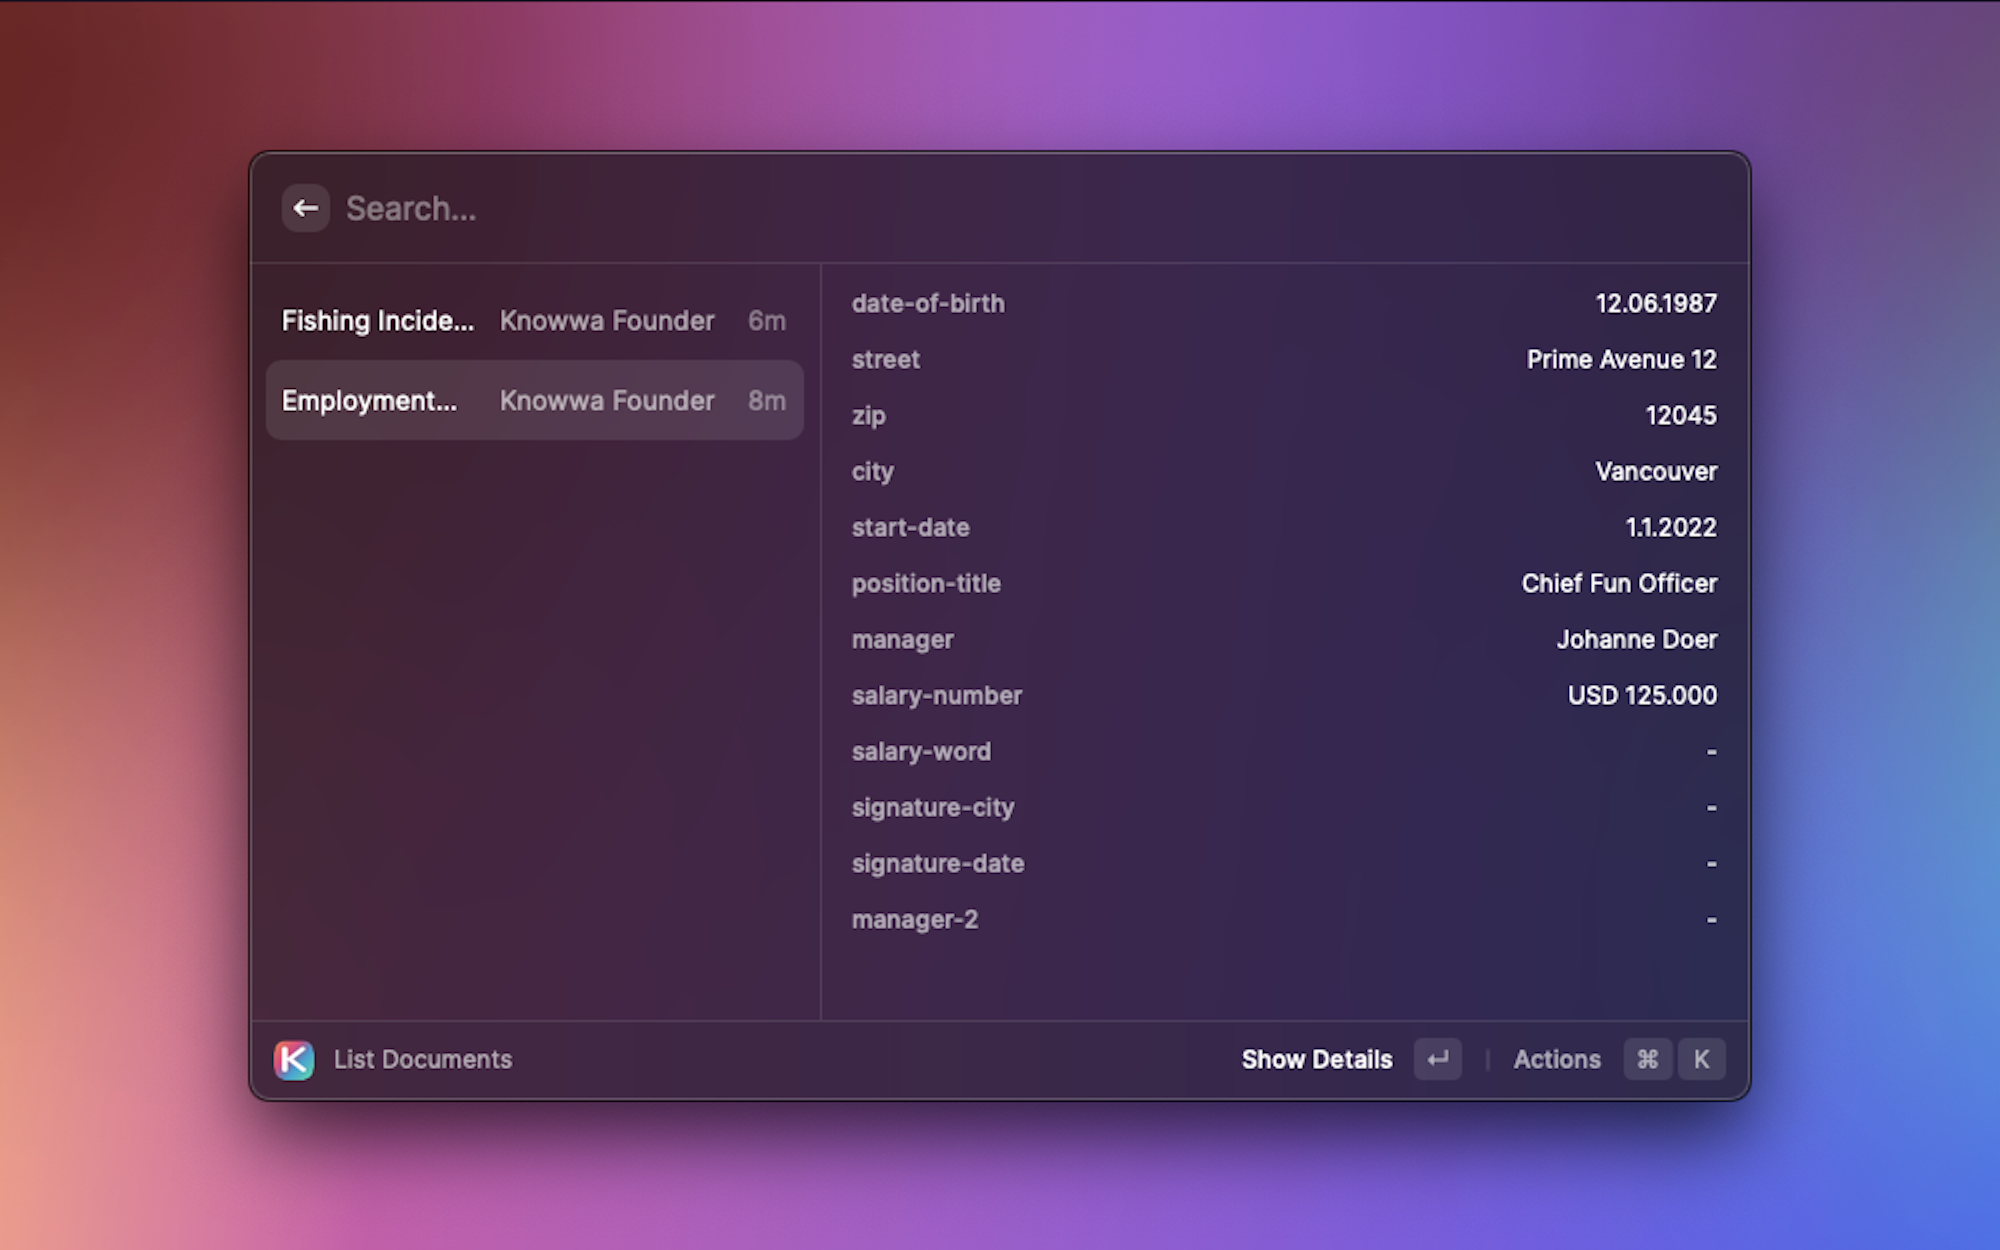 Search...
Fishing Incide... Knowwa Founder 6m
Employment... Knowwa Founder 8m
date-of-birth 12.06.1987
street Prime Avenue 12
zip 12045
city Vancouver
start-date 1.1.2022
position-title Chief Fun Officer
manager Johanne Doer
salary-number USD 125.000
salary-word -
signature-city -
signature-date -
manager-2 -
K List Documents Show Details ↵ | Actions ⌘ K